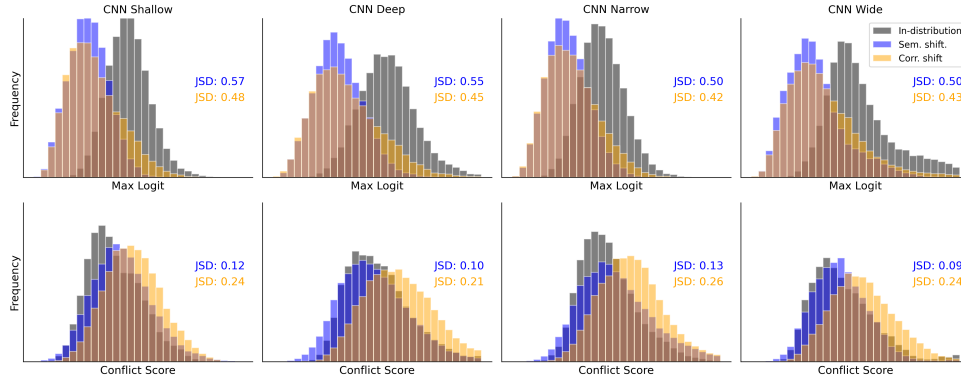 CNN Shallow
CNN Deep
CNN Narrow
CNN Wide
In-distribution
Sem. shift.
Corr. shift
Frequency
JSD: 0.57
JSD: 0.48
JSD: 0.55
JSD: 0.45
JSD: 0.50
JSD: 0.42
JSD: 0.50
JSD: 0.43
Max Logit
Max Logit
Max Logit
Max Logit
Frequency
JSD: 0.12
JSD: 0.24
JSD: 0.10
JSD: 0.21
JSD: 0.13
JSD: 0.26
JSD: 0.09
JSD: 0.24
Conflict Score
Conflict Score
Conflict Score
Conflict Score